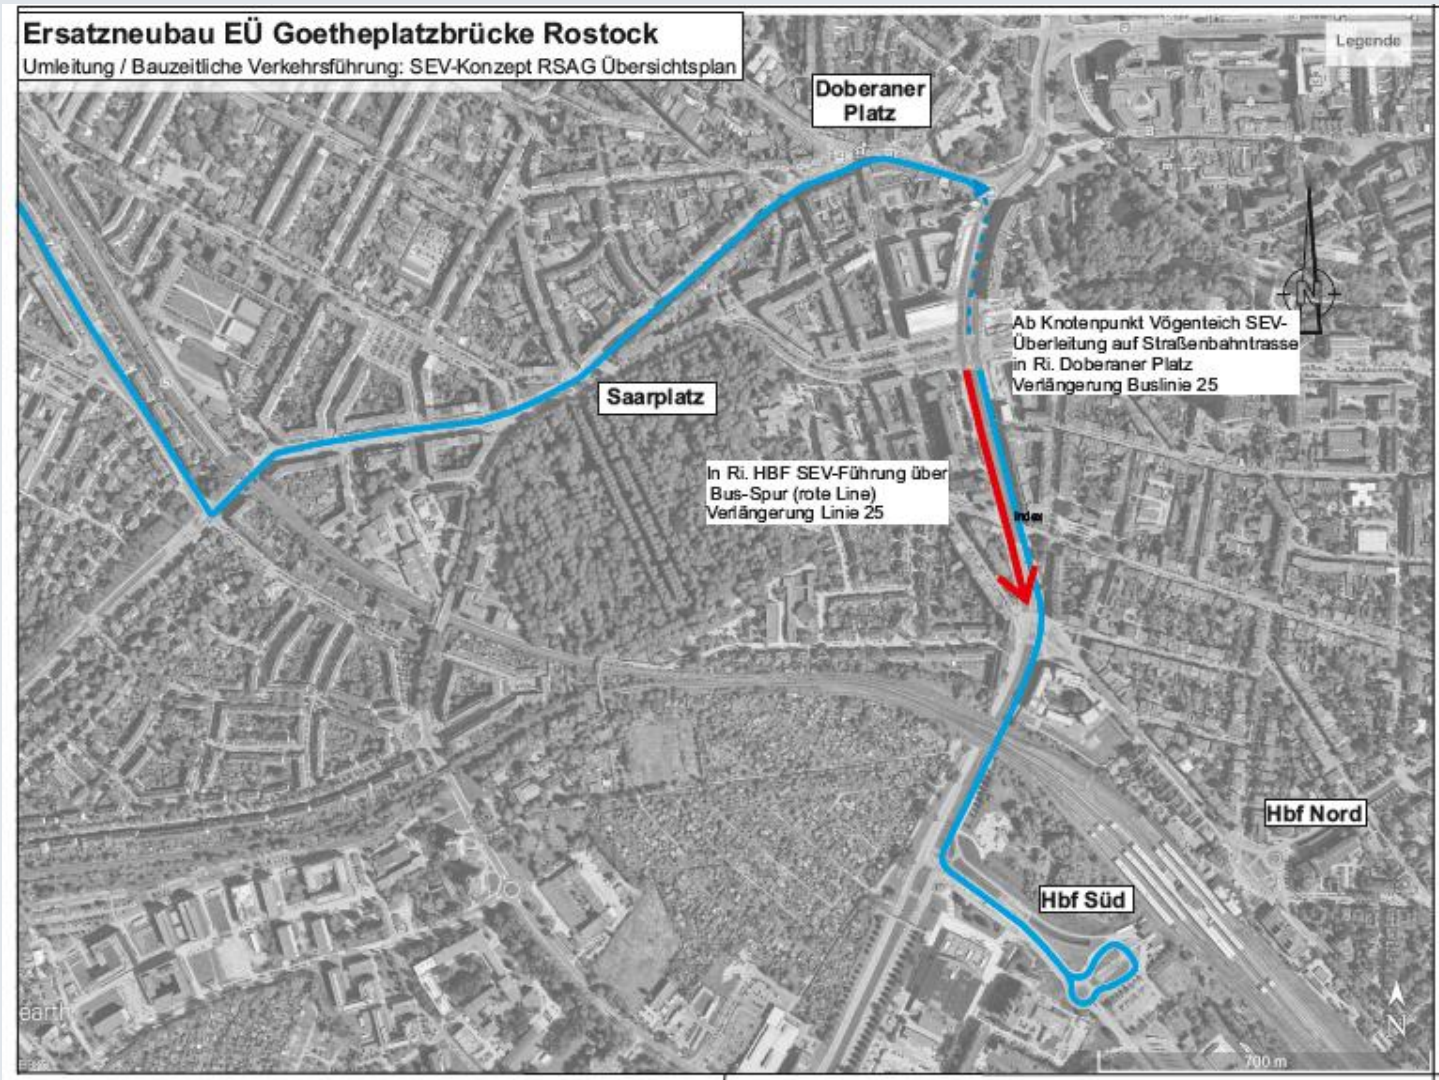 Ersatzneubau EÜ Goetheplatzbrücke Rostock
Umleitung / Bauzeitliche Verkehrsführung: SEV-Konzept RSAG Übersichtsplan
Legende
Doberaner
Platz
Ab Knotenpunkt Vögenteich SEV-
Überleitung auf Straßenbahntrasse
in Ri. Doberaner Platz
Verlängerung Buslinie 25
Saarplatz
In Ri. HBF SEV-Führung über
Bus-Spur (rote Line)
Verlängerung Linie 25
Index
Hbf Nord
Hbf Süd
earth
N
N
700 m